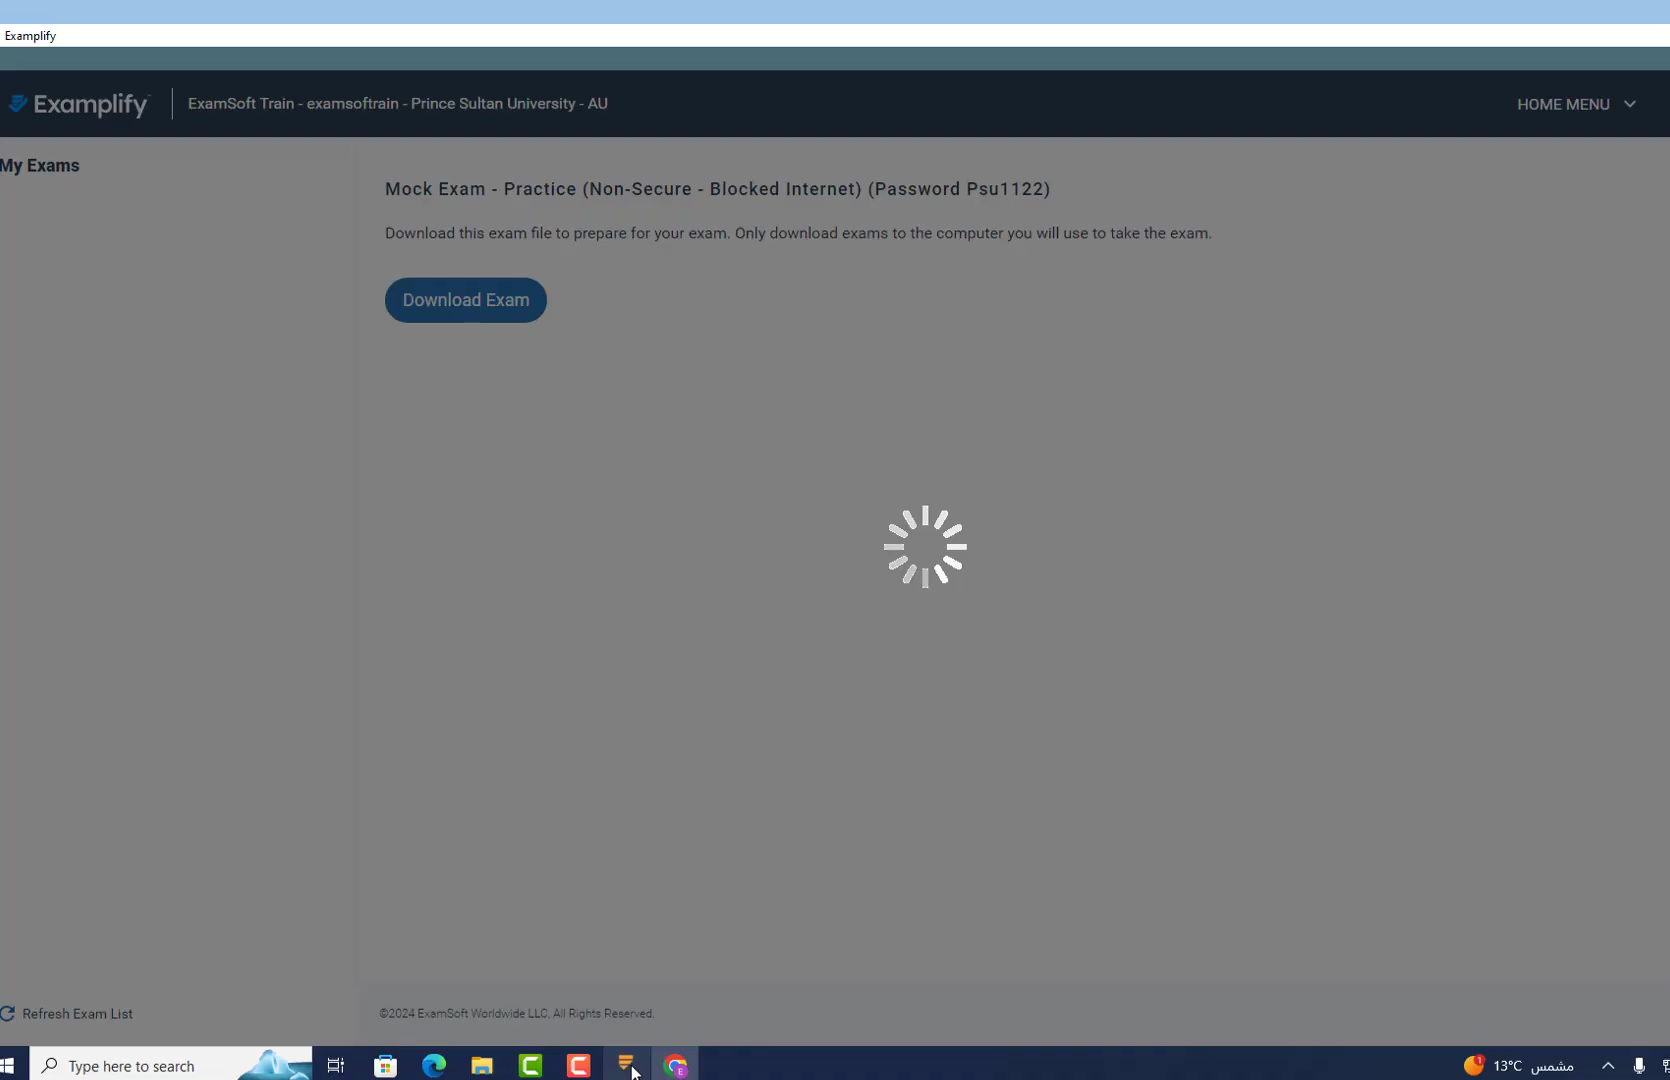 Examplify
Examplify
ExamSoft Train - examsoftrain - Prince Sultan University - AU
HOME MENU
My Exams
Mock Exam - Practice (Non-Secure - Blocked Internet) (Password Psu1122)
Download this exam file to prepare for your exam. Only download exams to the computer you will use to take the exam.
Download Exam
Refresh Exam List
©2024 ExamSoft Worldwide LLC, All Rights Reserved.
Type here to search
E
1
13°C مشمس